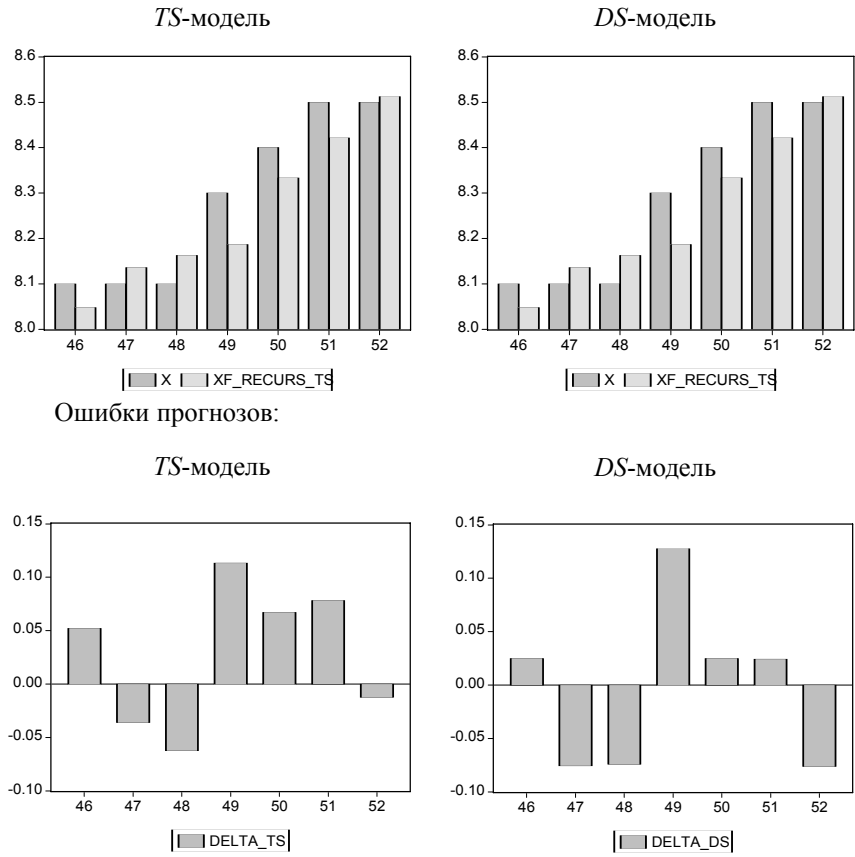 TS-модель
DS-модель
8.6
8.5
8.4
8.3
8.2
8.1
8.0
46 47 48 49 50 51 52
X XF_RECURS_TS
8.6
8.5
8.4
8.3
8.2
8.1
8.0
46 47 48 49 50 51 52
X XF_RECURS_TS
Ошибки прогнозов:
TS-модель
DS-модель
0.15
0.10
0.05
0.00
-0.05
-0.10
46 47 48 49 50 51 52
DELTA_TS
0.15
0.10
0.05
0.00
-0.05
-0.10
46 47 48 49 50 51 52
DELTA_DS